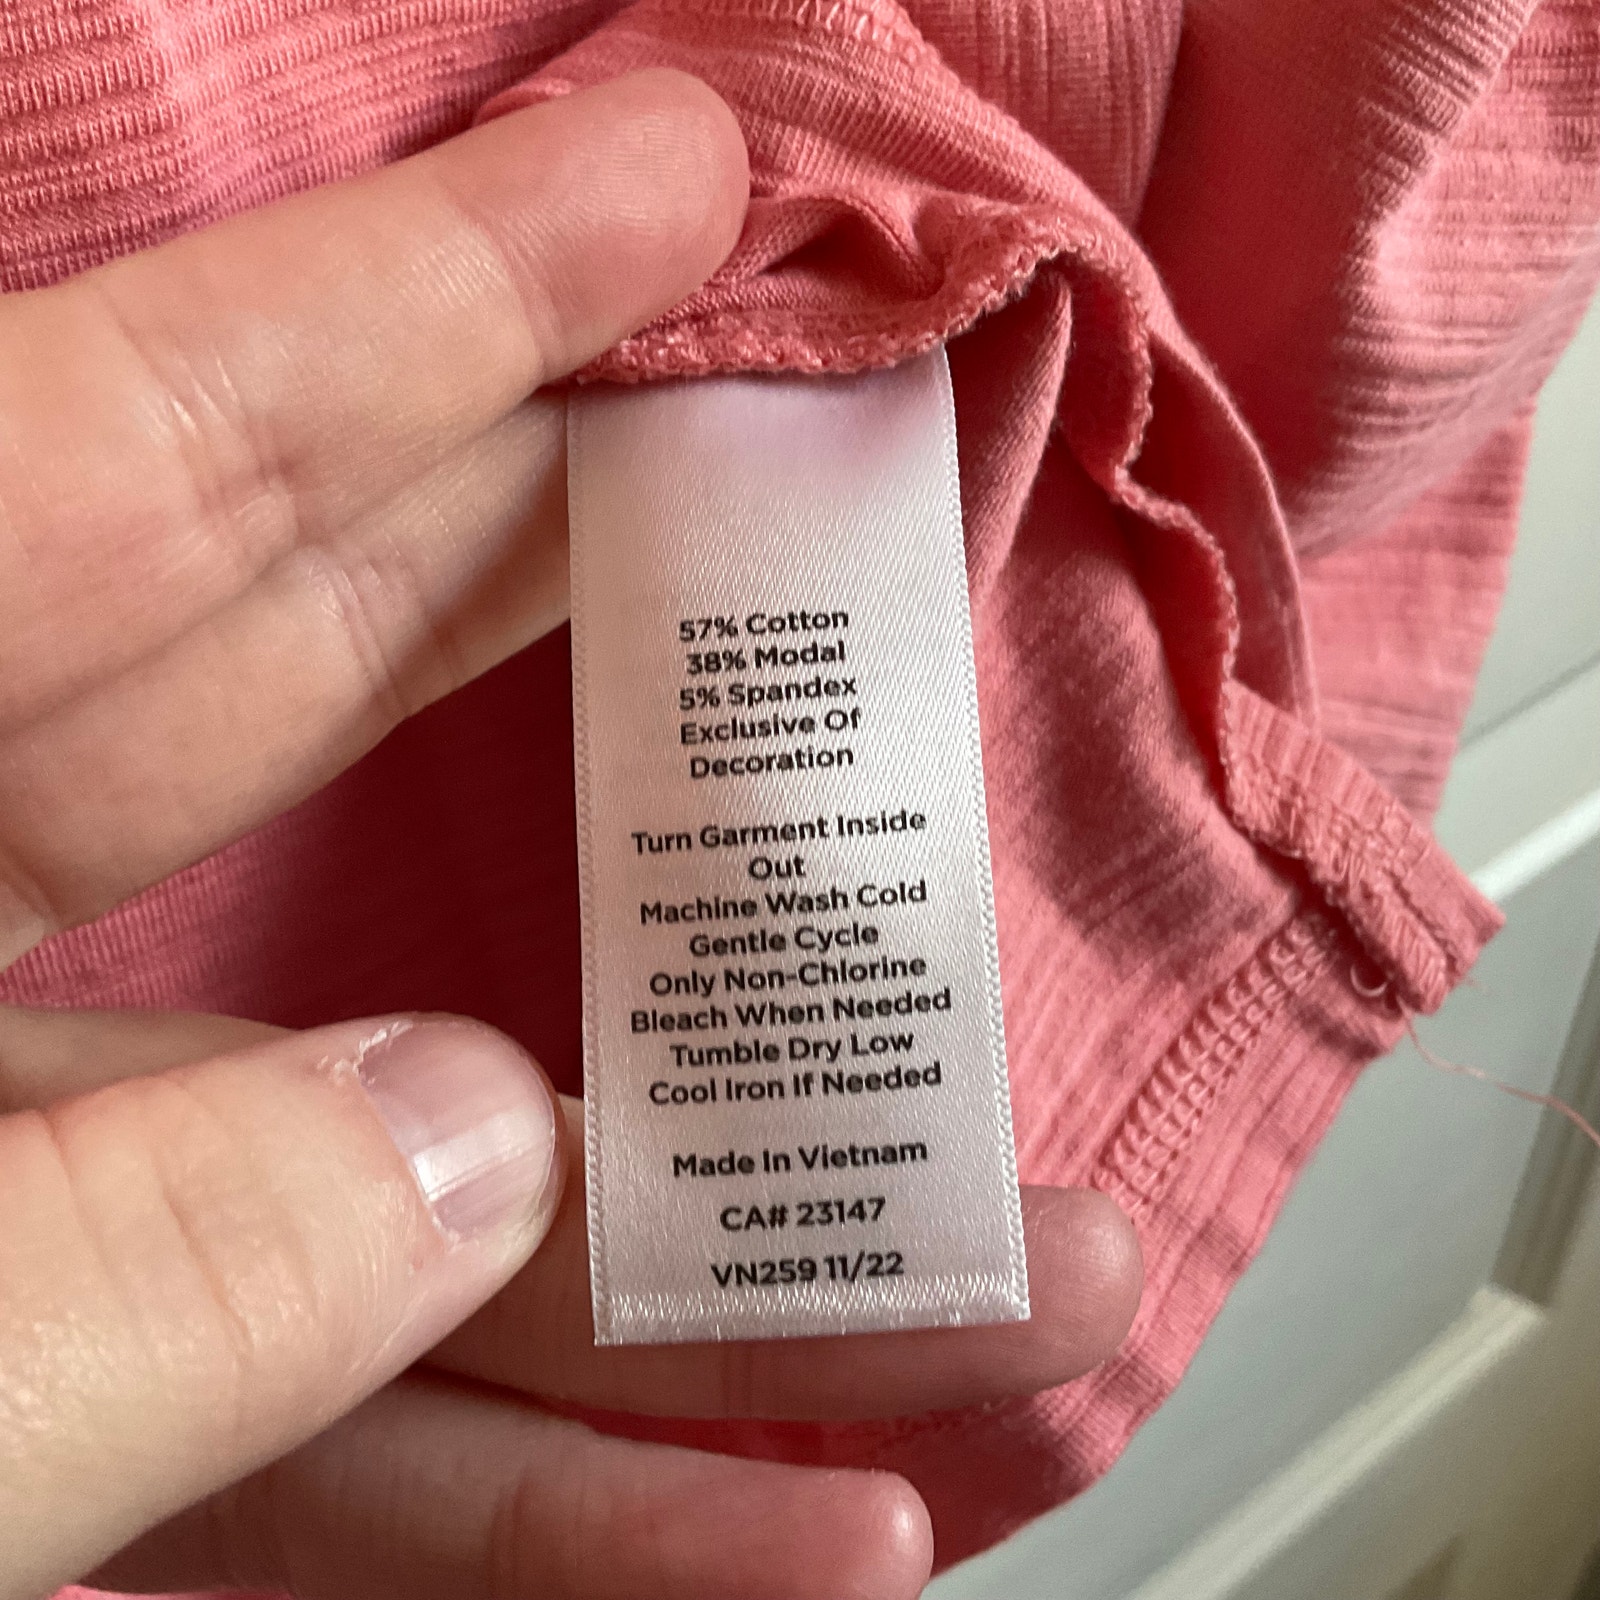 57% Cotton
38% Modal
5% Spandex
Exclusive Of
Decoration
Turn Garment Inside
Out
Machine Wash Cold
Gentle Cycle
Only Non-Chlorine
Bleach When Needed
Tumble Dry Low
Cool Iron If Needed
Made In Vietnam
CA# 23147
VN259 11/22